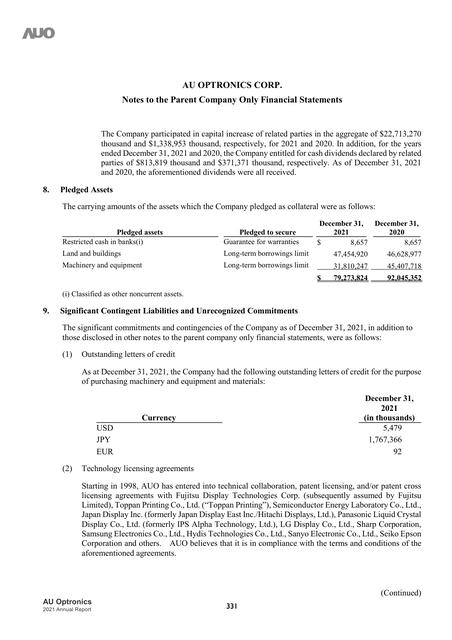 AUO
AU OPTRONICS CORP.
Notes to the Parent Company Only Financial Statements
The Company participated in capital increase of related parties in the aggregate of $22,713,270
thousand and $1,338,953 thousand, respectively, for 2021 and 2020. In addition, for the years
ended December 31, 2021 and 2020, the Company entitled for cash dividends declared by related
parties of $813,819 thousand and $371,371 thousand, respectively. As of December 31, 2021
and 2020, the aforementioned dividends were all received.
8. Pledged Assets
The carrying amounts of the assets which the Company pledged as collateral were as follows:
Pledged assets Pledged to secure December 31, 2021 December 31, 2020
Restricted cash in banks(i) Guarantee for warranties $ 8,657 8,657
Land and buildings Long-term borrowings limit 47,454,920 46,628,977
Machinery and equipment Long-term borrowings limit 31,810,247 45,407,718
$ 79,273,824 92,045,352
(i) Classified as other noncurrent assets.
9. Significant Contingent Liabilities and Unrecognized Commitments
The significant commitments and contingencies of the Company as of December 31, 2021, in addition to
those disclosed in other notes to the parent company only financial statements, were as follows:
(1) Outstanding letters of credit
As at December 31, 2021, the Company had the following outstanding letters of credit for the purpose
of purchasing machinery and equipment and materials:
Currency December 31, 2021 (in thousands)
USD 5,479
JPY 1,767,366
EUR 92
(2) Technology licensing agreements
Starting in 1998, AUO has entered into technical collaboration, patent licensing, and/or patent cross
licensing agreements with Fujitsu Display Technologies Corp. (subsequently assumed by Fujitsu
Limited), Toppan Printing Co., Ltd. (“Toppan Printing”), Semiconductor Energy Laboratory Co., Ltd.,
Japan Display Inc. (formerly Japan Display East Inc./Hitachi Displays, Ltd.), Panasonic Liquid Crystal
Display Co., Ltd. (formerly IPS Alpha Technology, Ltd.), LG Display Co., Ltd., Sharp Corporation,
Samsung Electronics Co., Ltd., Hydis Technologies Co., Ltd., Sanyo Electronic Co., Ltd., Seiko Epson
Corporation and others. AUO believes that it is in compliance with the terms and conditions of the
aforementioned agreements.
(Continued)
AU Optronics
2021 Annual Report
331